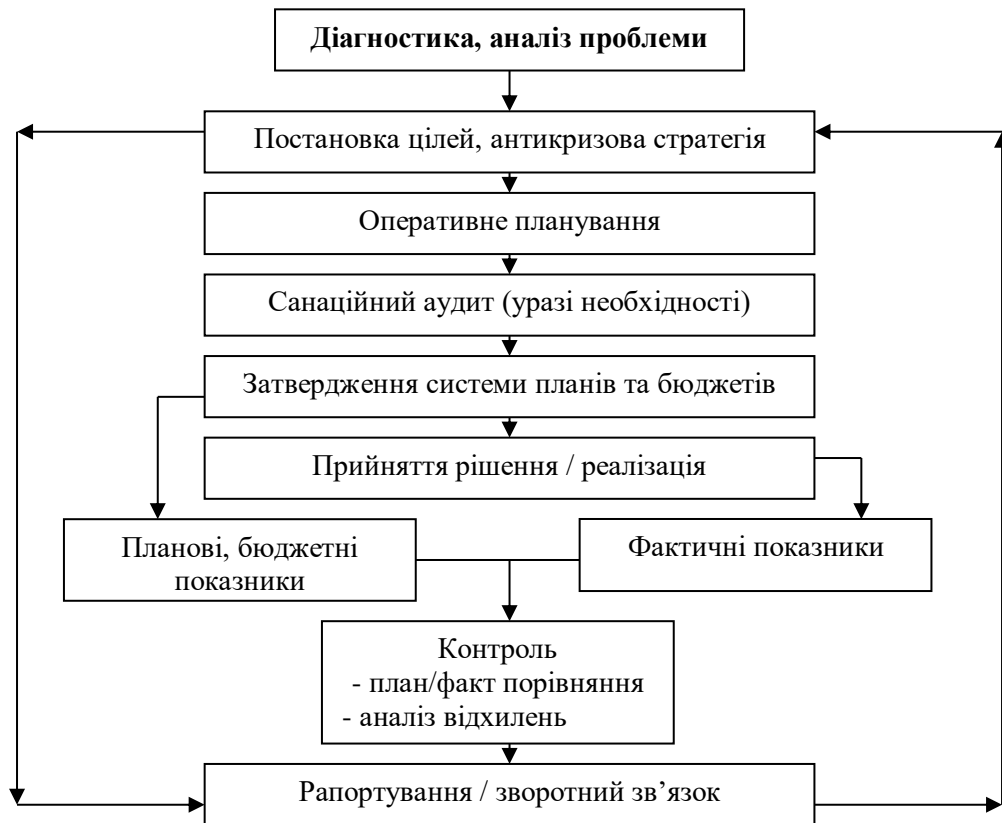 Діагностика, аналіз проблеми
Постановка цілей, антикризова стратегія
Оперативне планування
Санаційний аудит (уразі необхідності)
Затвердження системи планів та бюджетів
Прийняття рішення / реалізація
Планові, бюджетні
показники
Фактичні показники
Контроль
- план/факт порівняння
- аналіз відхилень
Рапортування / зворотний зв’язок